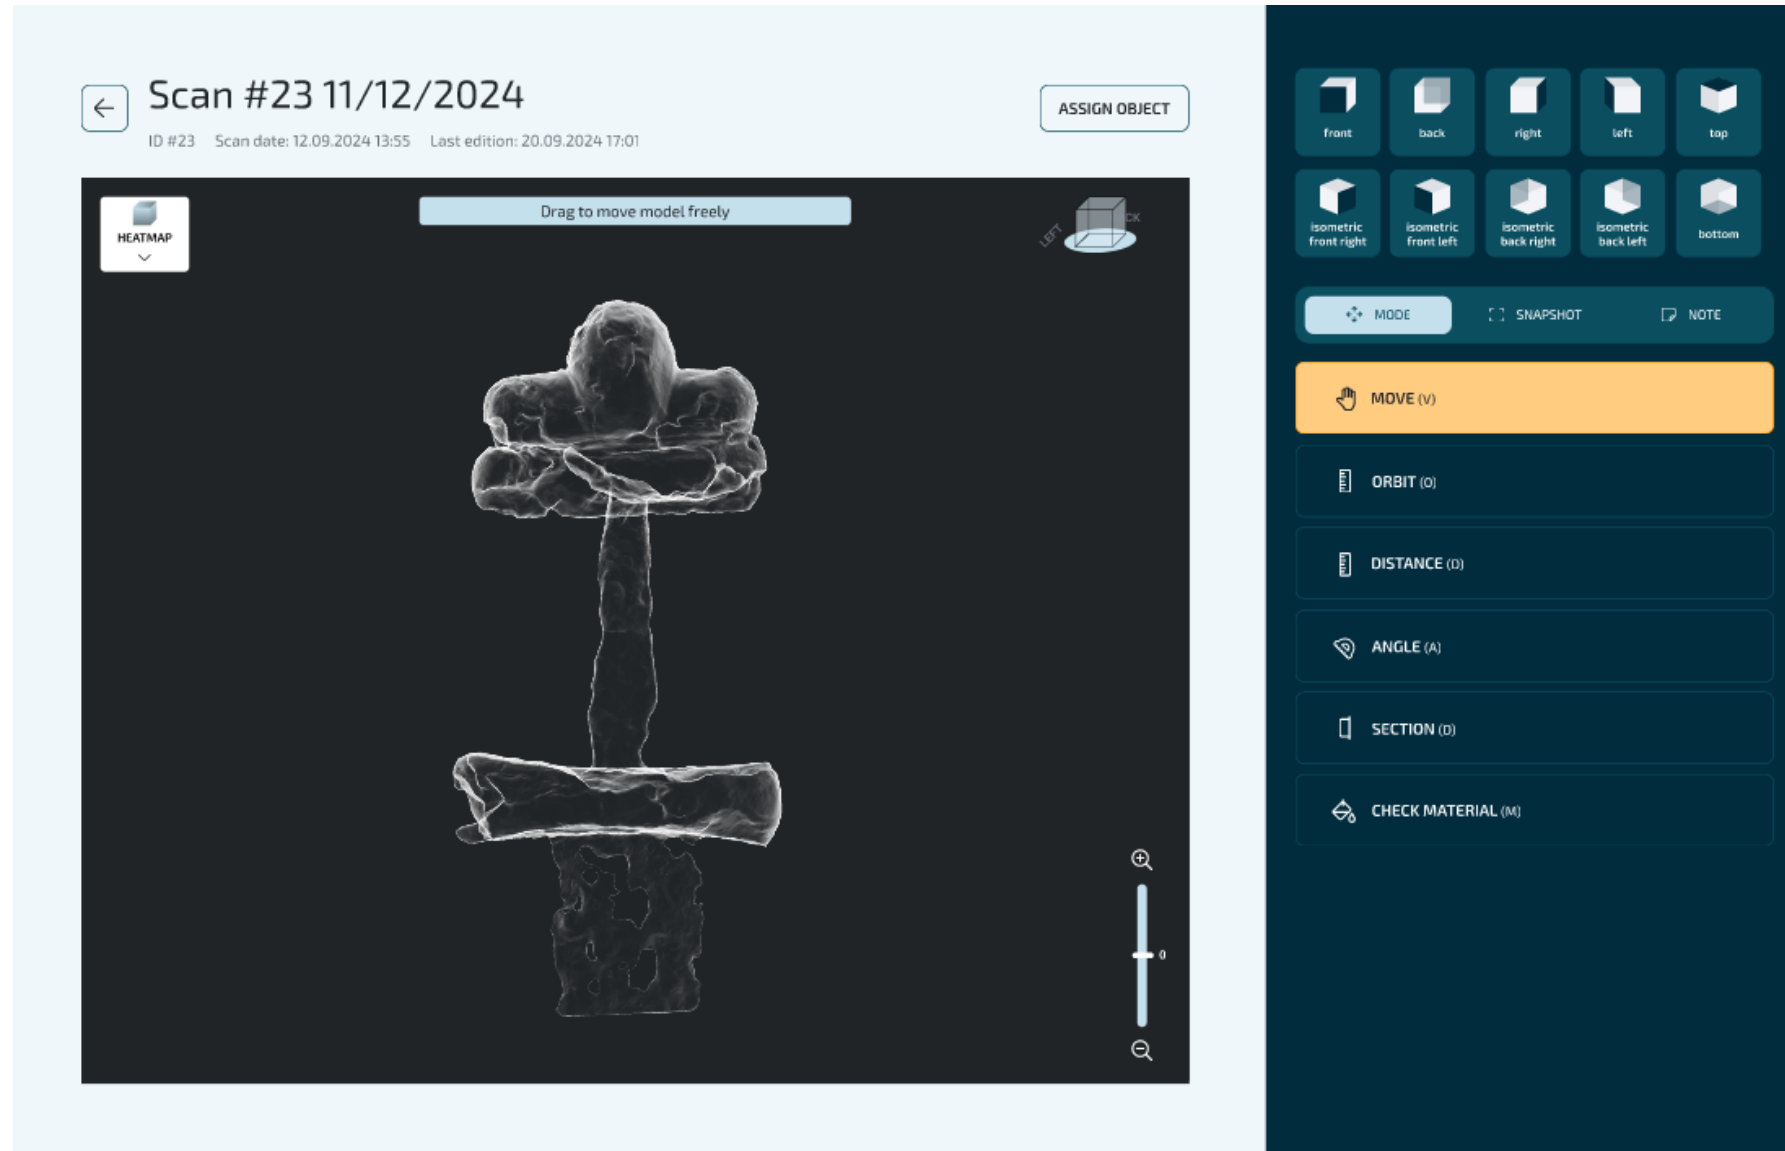 Scan #23 11/12/2024
ASSIGN OBJECT
ID #23 Scan date: 12.09.2024 13:55 Last edition: 20.09.2024 17:01
HEATMAP
Drag to move model freely
LEFT
CK
0
front
back
right
left
top
isometric
front right
isometric
front left
isometric
back right
isometric
back left
bottom
MODE
SNAPSHOT
NOTE
MOVE (V)
ORBIT (O)
DISTANCE (D)
ANGLE (A)
SECTION (D)
CHECK MATERIAL (M)